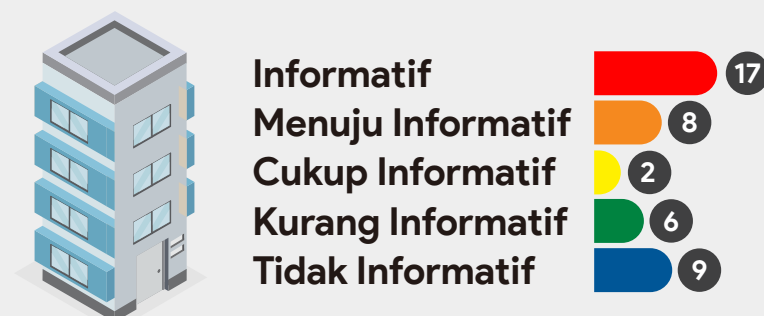 Informatif 17
Menuju Informatif 8
Cukup Informatif 2
Kurang Informatif 6
Tidak Informatif 9